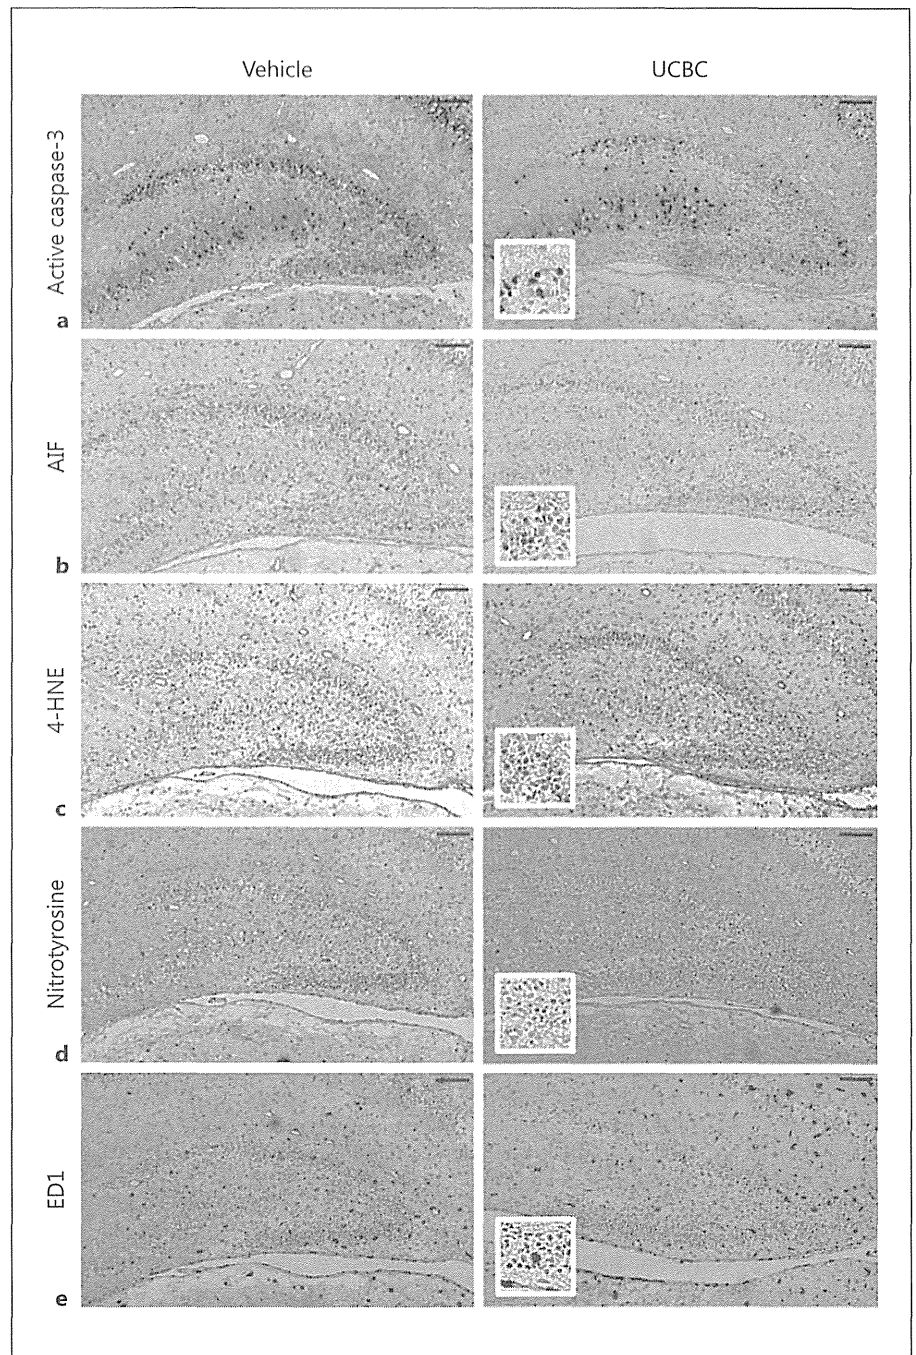 Vehicle UCBC
Active caspase-3
a
AIF
b
4-HNE
c
Nitrotyrosine
d
ED1
e